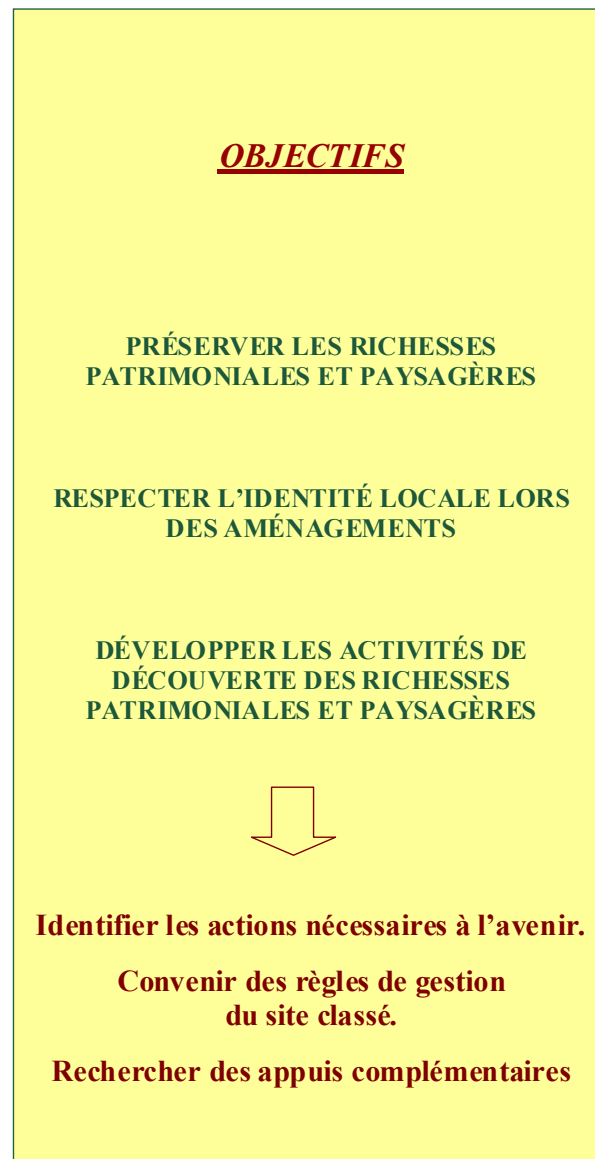 OBJECTIFS
PRÉSERVER LES RICHESSES
PATRIMONIALES ET PAYSAGÈRES
RESPECTER L’IDENTITÉ LOCALE LORS
DES AMÉNAGEMENTS
DÉVELOPPER LES ACTIVITÉS DE
DÉCOUVERTE DES RICHESSES
PATRIMONIALES ET PAYSAGÈRES
Identifier les actions nécessaires à l’avenir.
Convenir des règles de gestion
du site classé.
Rechercher des appuis complémentaires